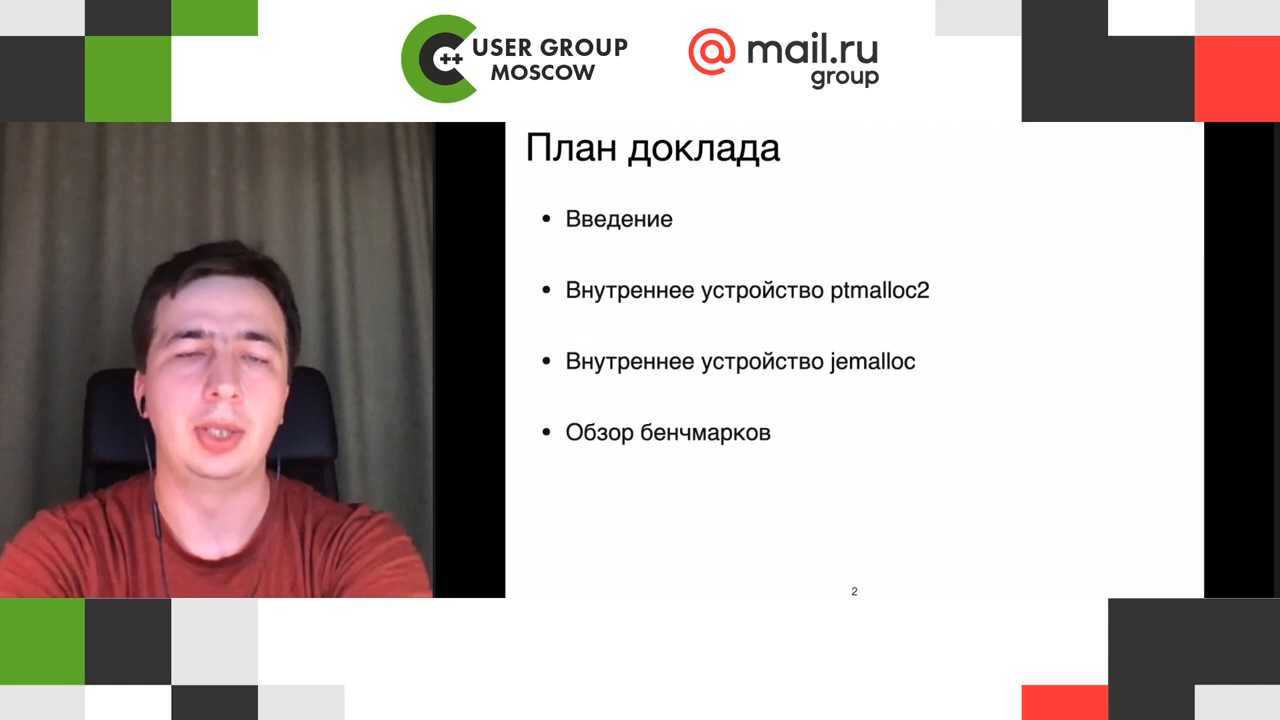 C++ USER GROUP
MOSCOW
@mail.ru
group
План доклада
• Введение
• Внутреннее устройство ptmalloc2
• Внутреннее устройство jemalloc
• Обзор бенчмарков
2